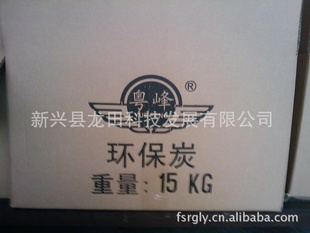 粤峰
®
新兴县龙田科技发展有限公司
环保炭
重量: 15 KG
fsrgly.cn.alibaba.com